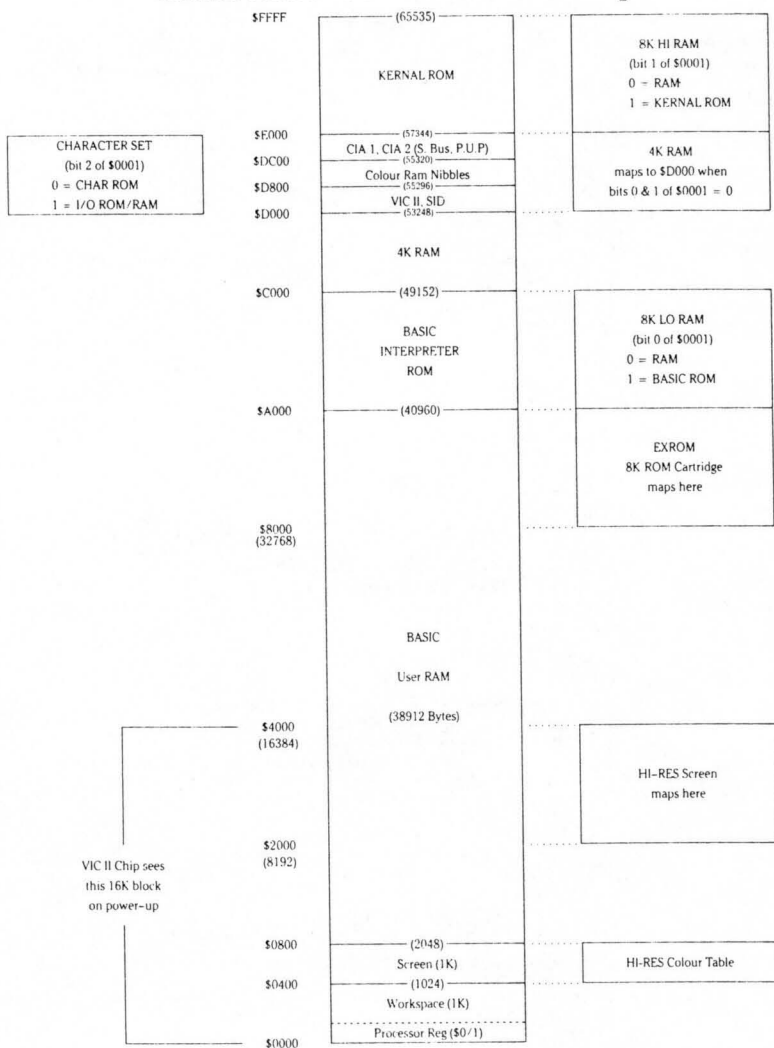 $FFFF
(65535)
KERNAL ROM
8K HI RAM
(bit 1 of $0001)
0 = RAM
1 = KERNAL ROM
$E000
(57344)
CHARACTER SET
(bit 2 of $0001)
0 = CHAR ROM
1 = I/O ROM/RAM
CIA 1, CIA 2 (S. Bus, P.U.P)
$DC00
(55320)
Colour Ram Nibbles
$D800
(55296)
VIC II, SID
$D000
(53248)
4K RAM
maps to $D000 when
bits 0 & 1 of $0001 = 0
4K RAM
$C000
(49152)
BASIC
INTERPRETER
ROM
8K LO RAM
(bit 0 of $0001)
0 = RAM
1 = BASIC ROM
$A000
(40960)
EXROM
8K ROM Cartridge
maps here
$8000
(32768)
BASIC
User RAM
(38912 Bytes)
$4000
(16384)
HI-RES Screen
maps here
$2000
(8192)
VIC II Chip sees
this 16K block
on power-up
$0800
(2048)
Screen (1K)
HI-RES Colour Table
$0400
(1024)
Workspace (1K)
Processor Reg ($0/1)
$0000